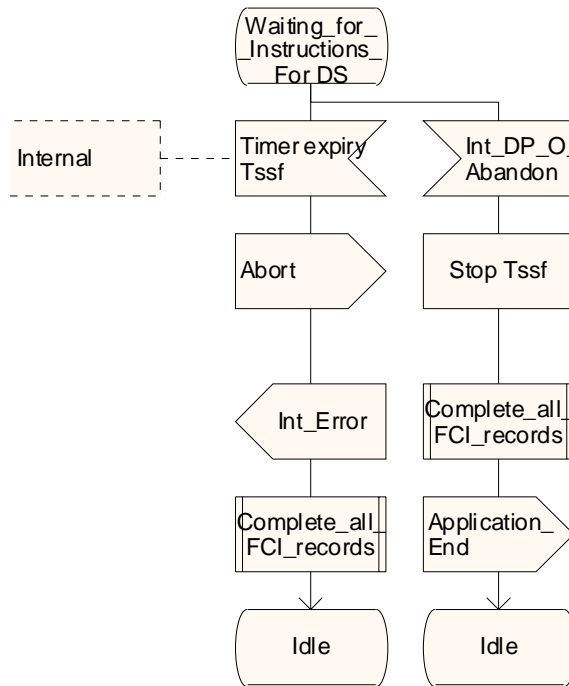 Waiting_for_
_Instructions_
For DS
Internal
Timer expiry
Tssf
Int_DP_O_
Abandon
Abort
Stop Tssf
Int_Error
Complete_all_
FCI_records
Complete_all_
FCI_records
Application_
End
Idle
Idle